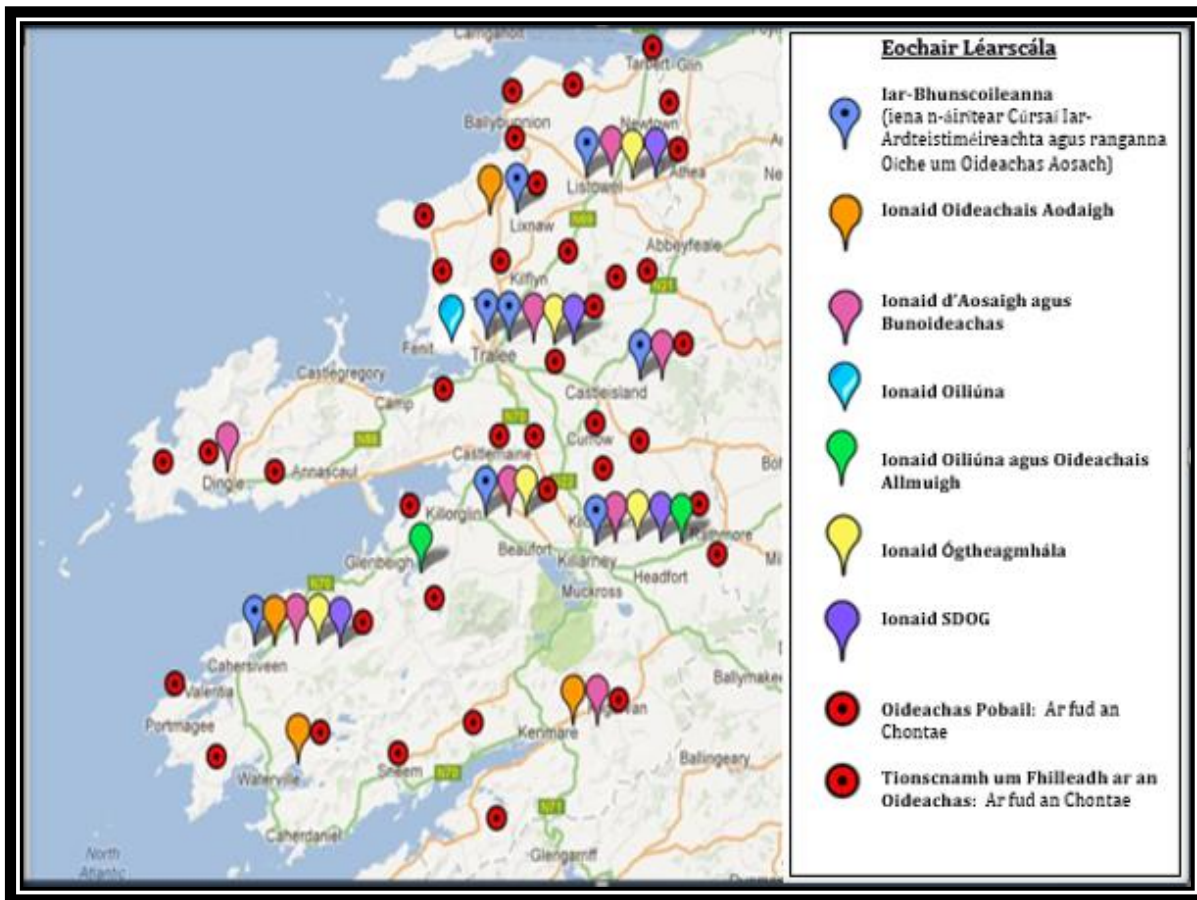 Carrigaholt
Tarbert-Glin
Ballybunnion
Newtown
Athea
Listowel
Lixnaw
N69
Abbeyfeale
Kilflyn
N21
Fenit
Tralee
Castlegregory
Castleisland
Camp
N70
Currow
N86
Castlemaine
Annascaul
Dingle
N22
Killorglin
Rathmore
Beaufort
Killarney
Glenbeigh
Headfort
Muckross
N70
Cahersiveen
Valentia
Portmagee
Kenmare
Ballymakee
Waterville
Sneem
N70
Ballingeary
Caherdaniel
N71
Glengarriff
North
Atlantic
Eochair Léarscála
Iar-Bhunscoileanna
(iena n-áirítear Cúrsaí Iar-
Ardteistiméireachta agus ranganna
Oíche um Oideachas Aosach)
Ionaid Oideachais Aodaigh
Ionaid d'Aosaigh agus
Bunoideachas
Ionaid Oiliúna
Ionaid Oiliúna agus Oideachais
Allmuigh
Ionaid Ógtheagmhála
Ionaid SDOG
Oideachas Pobail: Ar fud an
Chontae
Tionscnamh um Fhilleadh ar an
Oideachas: Ar fud an Chontae